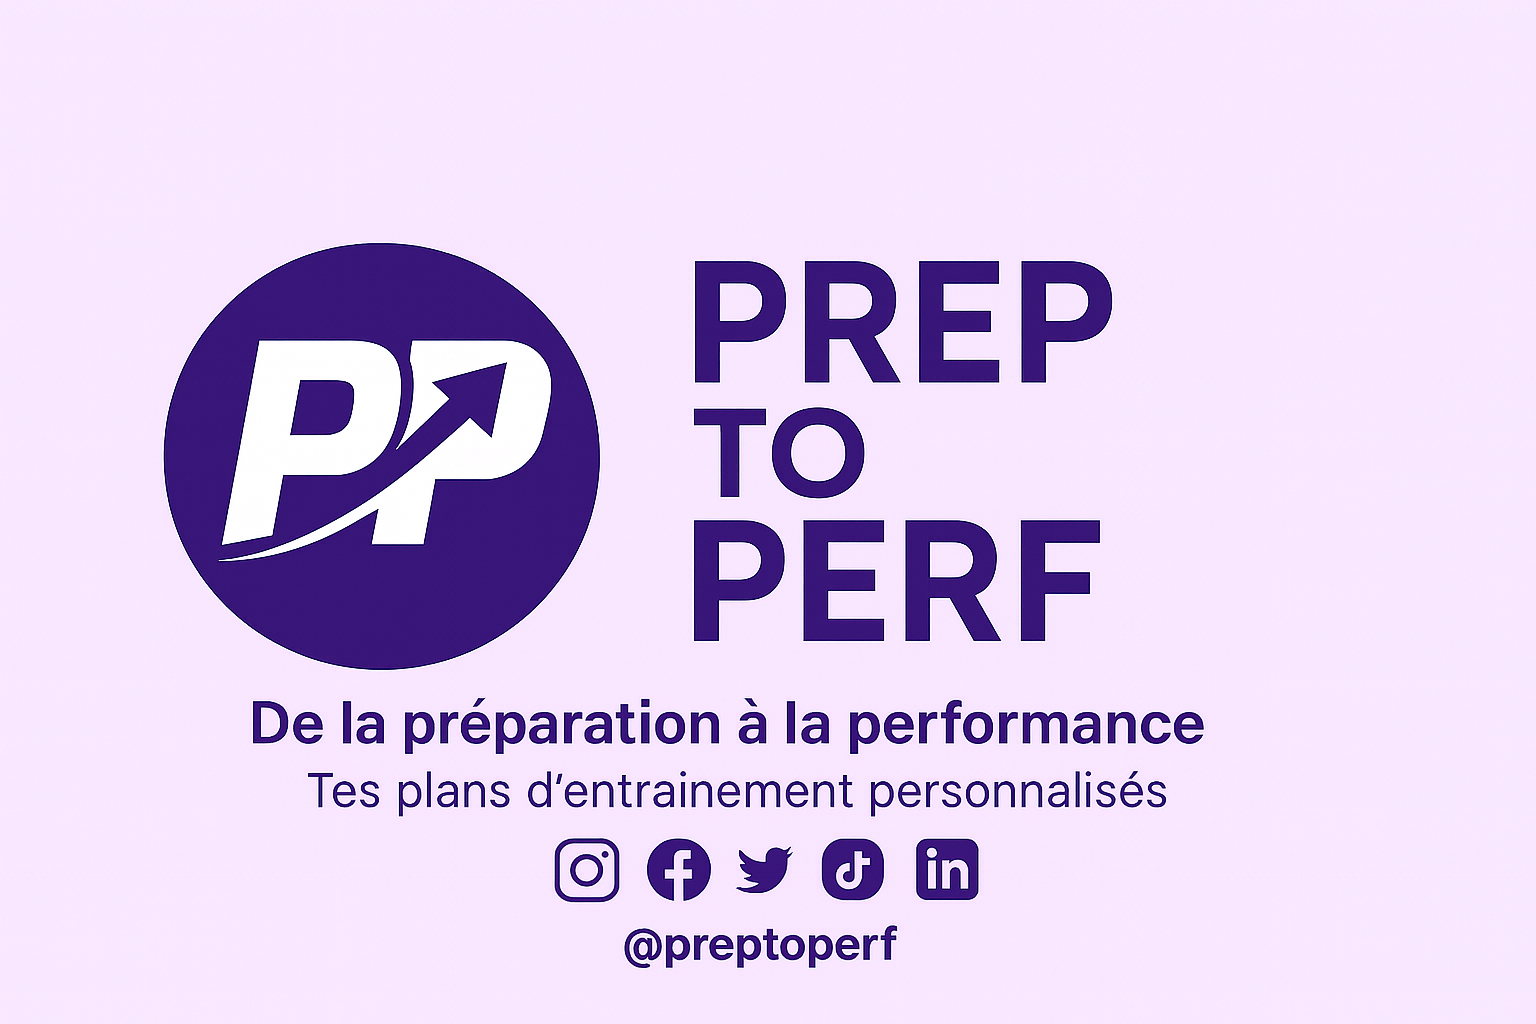 PP
PREP
TO
PERF
De la préparation à la performance
Tes plans d'entrainement personnalisés
in
@preptoperf